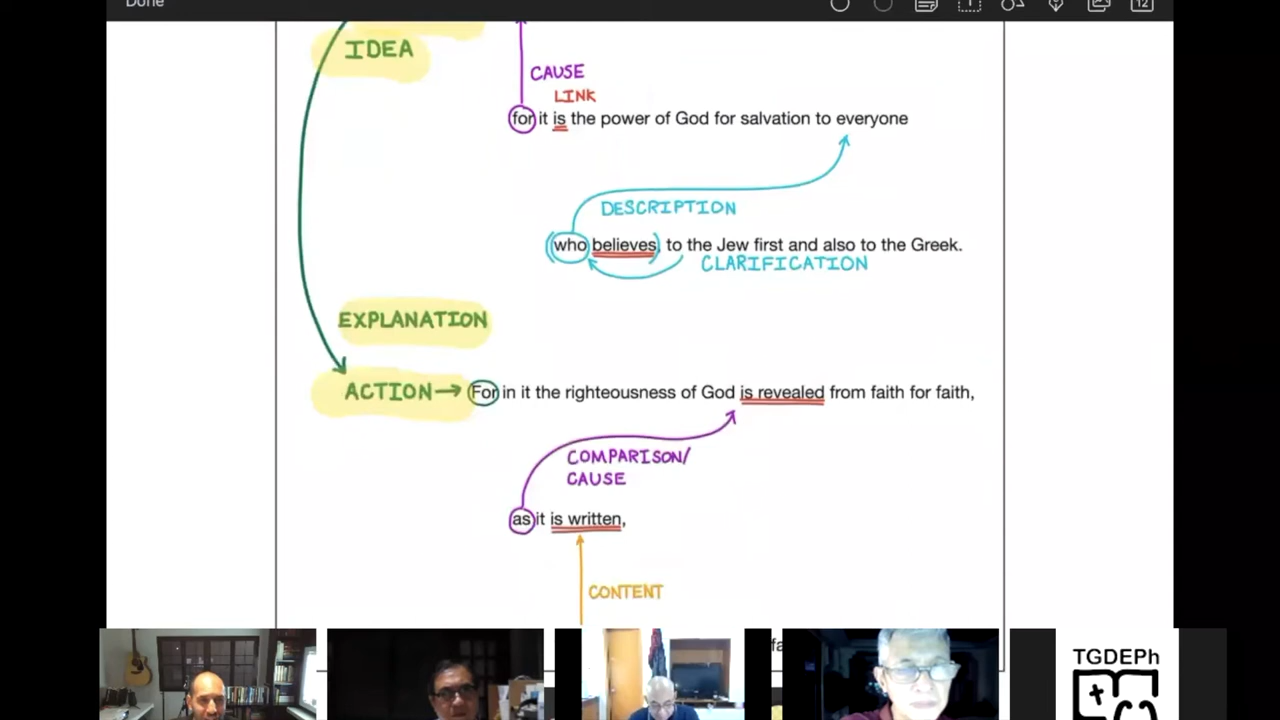 Done
12
IDEA
CAUSE
LINK
for it is the power of God for salvation to everyone
DESCRIPTION
(who believes) to the Jew first and also to the Greek.
CLARIFICATION
EXPLANATION
ACTION → For in it the righteousness of God is revealed from faith for faith,
COMPARISON/
CAUSE
as it is written,
CONTENT
TGDEPh